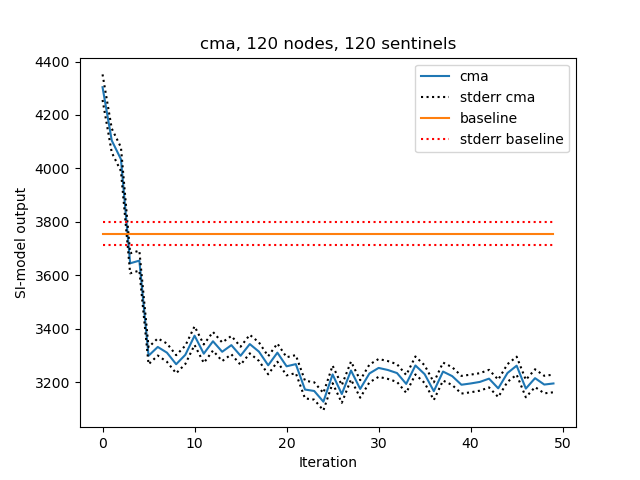 cma, 120 nodes, 120 sentinels
4400
4200
4000
3800
3600
3400
3200
SI-model output
cma
stderr cma
baseline
stderr baseline
0 10 20 30 40 50
Iteration